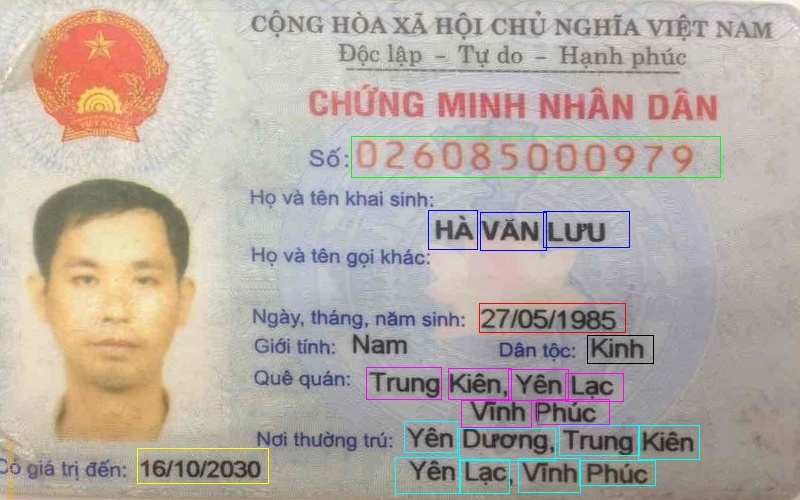 CỘNG HÒA XÃ HỘI CHỦ NGHĨA VIỆT NAM
Độc lập - Tự do - Hạnh phúc
CHỨNG MINH NHÂN DÂN
Số: 026085000979
Họ và tên khai sinh:
HÀ VĂN LƯU
Họ và tên gọi khác:
Ngày, tháng, năm sinh: 27/05/1985
Giới tính: Nam Dân tộc: Kinh
Quê quán: Trung Kiên, Yên Lạc
Vĩnh Phúc
Nơi thường trú: Yên Dương, Trung Kiên
Yên Lạc, Vĩnh Phúc
Có giá trị đến: 16/10/2030
VIỆT NAM